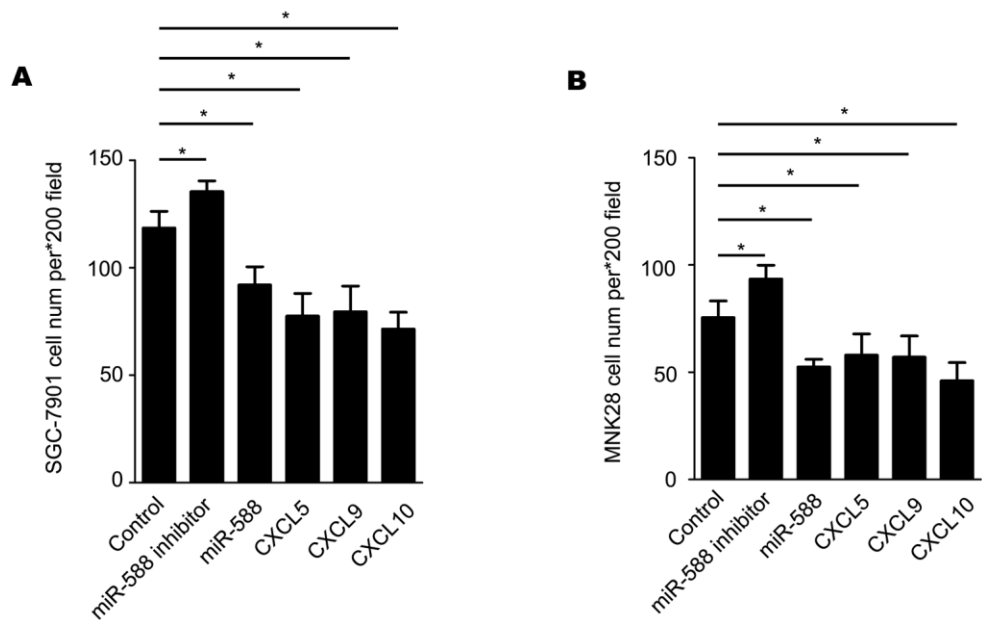 A
*
*
*
*
*
SGC-7901 cell num per*200 field
150
100
50
0
Control
miR-588 inhibitor
miR-588
CXCL5
CXCL9
CXCL10
B
*
*
*
*
*
MNK28 cell num per*200 field
150
100
50
0
Control
miR-588 inhibitor
miR-588
CXCL5
CXCL9
CXCL10